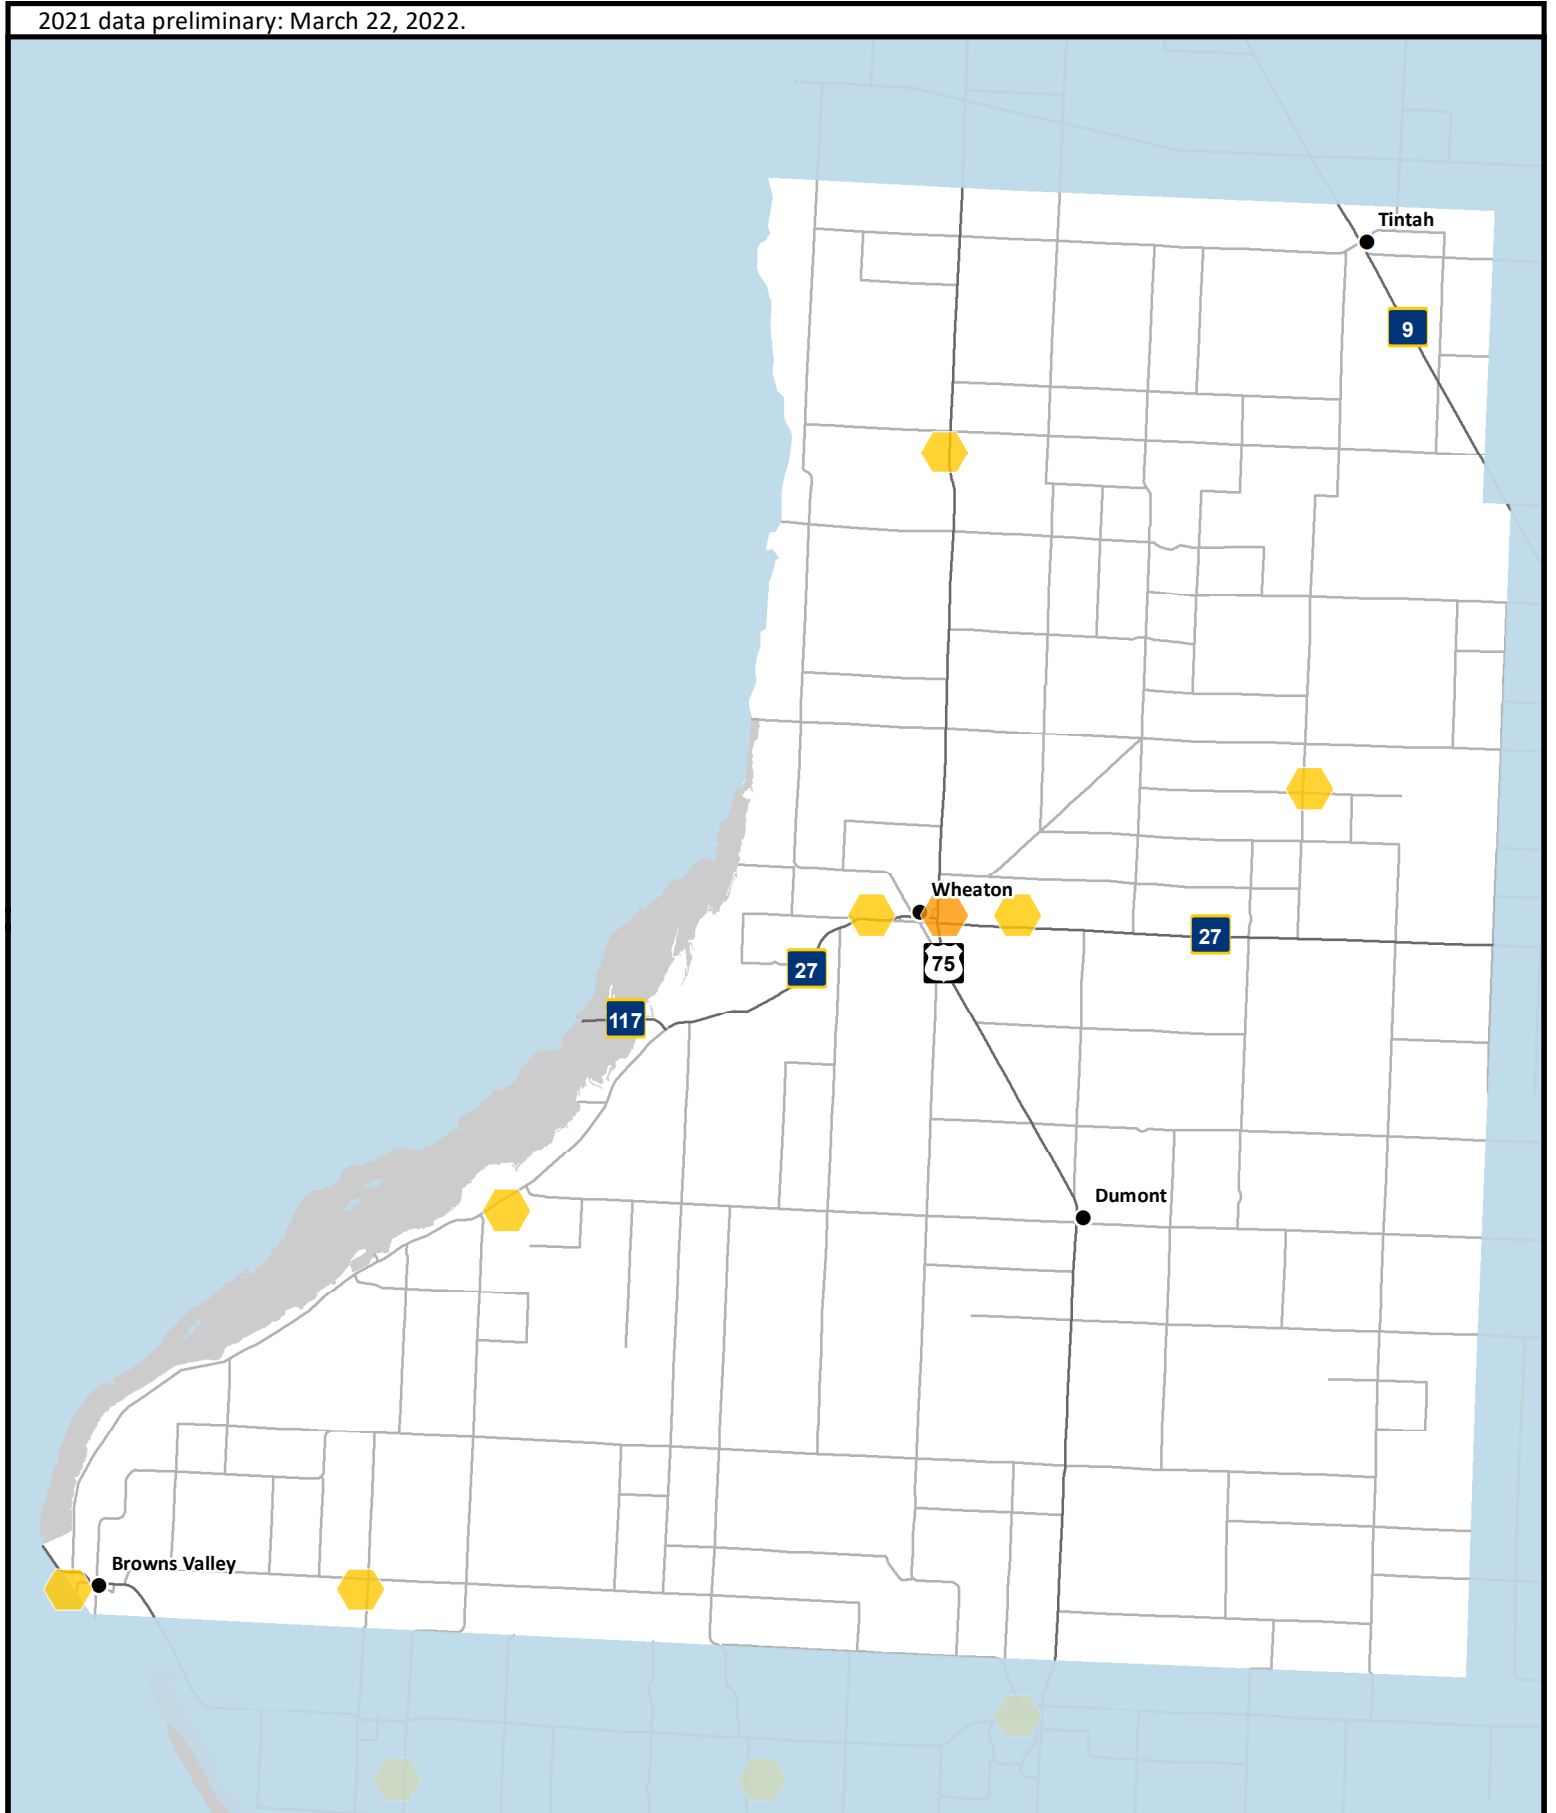 2021 data preliminary: March 22, 2022.
Tintah
9
Wheaton
27
27
75
117
Dumont
Browns Valley